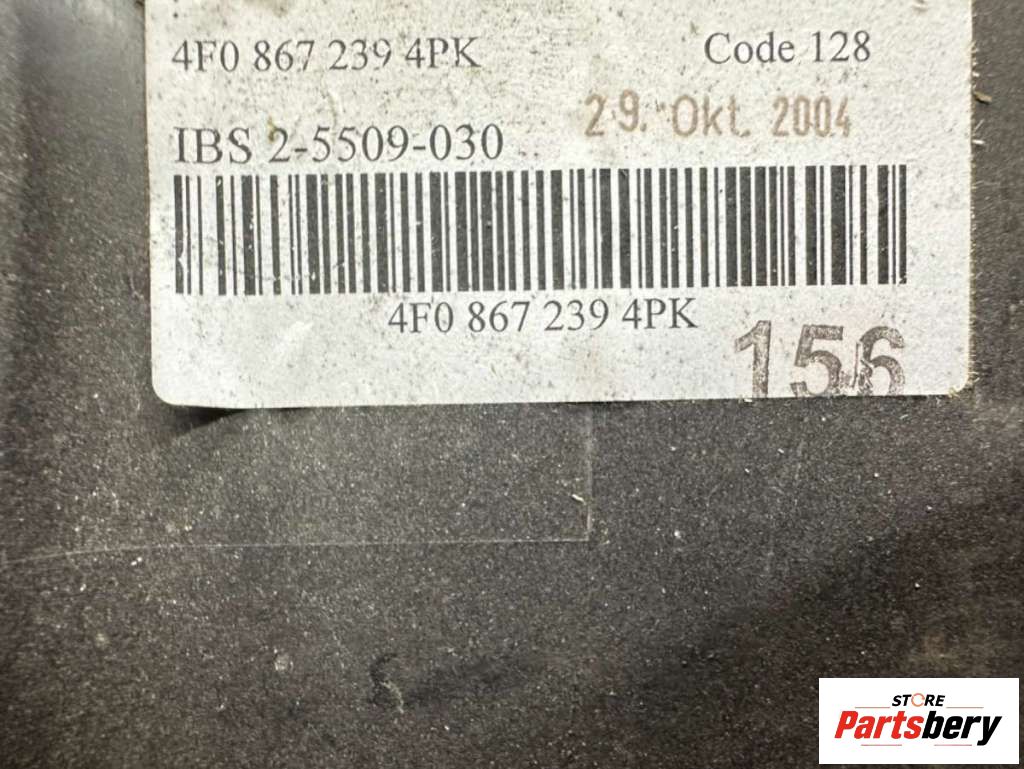 4F0 867 239 4PK Code 128
29. Okt. 2004
IBS 2-5509-030
4F0 867 239 4PK
156
STORE
Partsbery